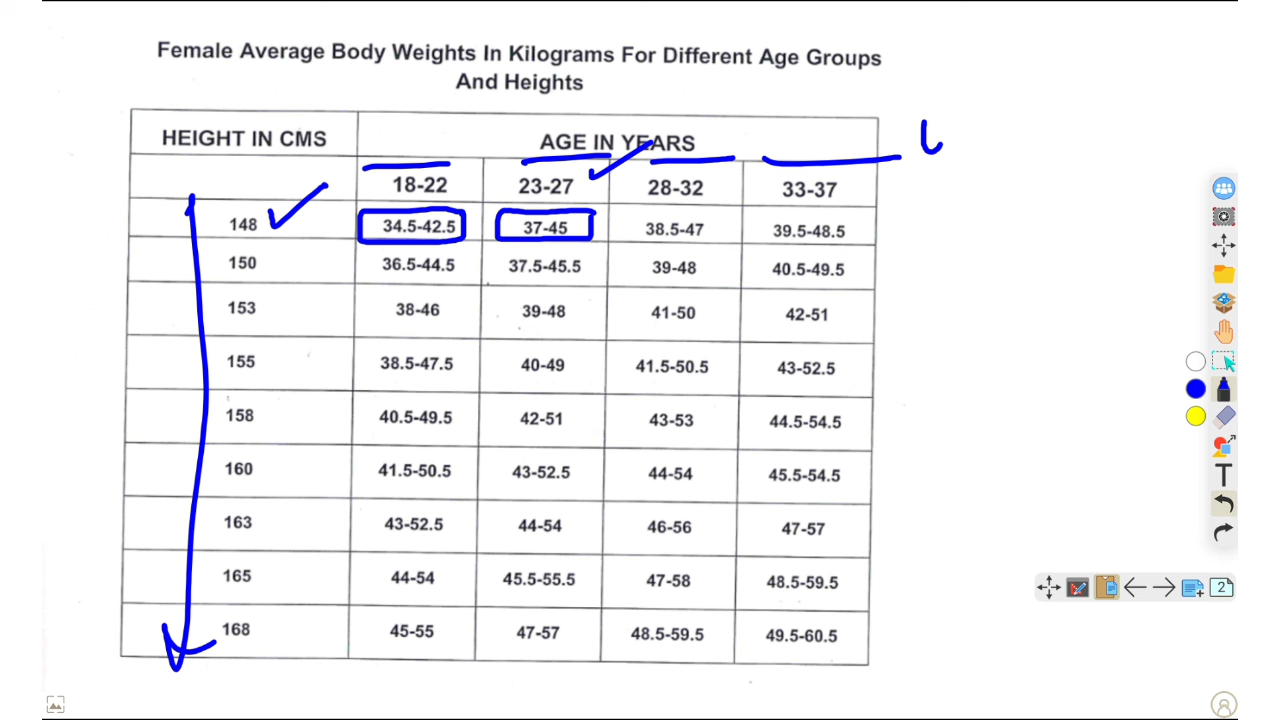 Female Average Body Weights In Kilograms For Different Age Groups
And Heights
HEIGHT IN CMS AGE IN YEARS
18-22 23-27 28-32 33-37
148 34.5-42.5 37-45 38.5-47 39.5-48.5
150 36.5-44.5 37.5-45.5 39-48 40.5-49.5
153 38-46 39-48 41-50 42-51
155 38.5-47.5 40-49 41.5-50.5 43-52.5
158 40.5-49.5 42-51 43-53 44.5-54.5
160 41.5-50.5 43-52.5 44-54 45.5-54.5
163 43-52.5 44-54 46-56 47-57
165 44-54 45.5-55.5 47-58 48.5-59.5
168 45-55 47-57 48.5-59.5 49.5-60.5
T
2